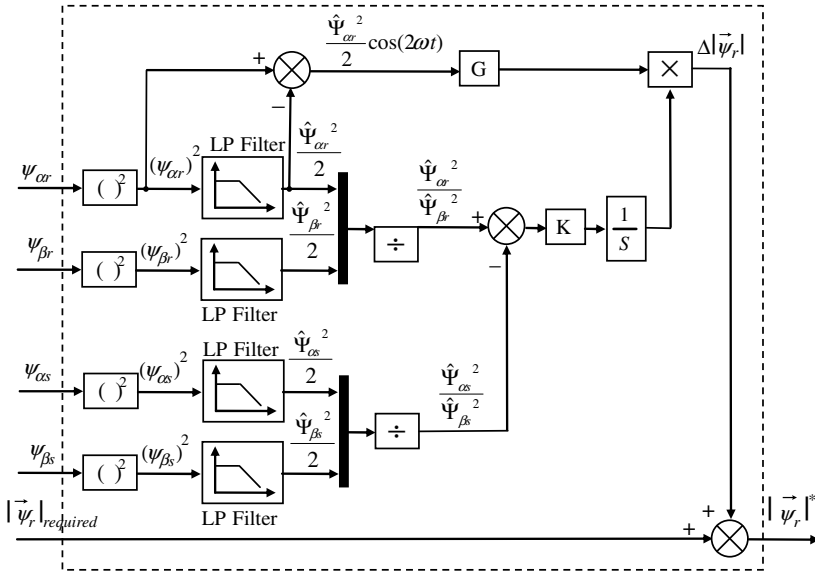 Ψ̂αr²/2 cos(2ωt)
Δ|ψ⃗r|
+
G
×
−
LP Filter
Ψ̂αr²/2
ψαr
( )²
(ψαr)²
Ψ̂αr²/Ψ̂βr²
Ψ̂βr²/2
+
K
1/S
ψβr
( )²
(ψβr)²
÷
−
LP Filter
LP Filter
Ψ̂αs²/2
ψαs
( )²
(ψαs)²
Ψ̂αs²/Ψ̂βs²
Ψ̂βs²/2
÷
ψβs
( )²
(ψβs)²
LP Filter
|ψ⃗r|required
+
+
|ψ⃗r|*